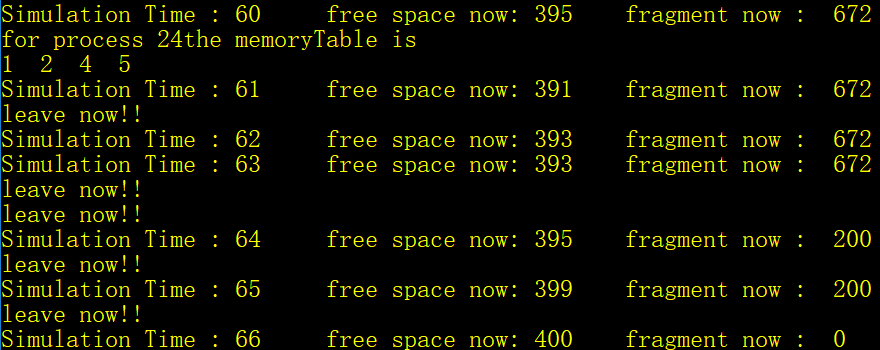 Simulation Time : 60 free space now: 395 fragment now : 672
for process 24the memoryTable is
1 2 4 5
Simulation Time : 61 free space now: 391 fragment now : 672
leave now!!
Simulation Time : 62 free space now: 393 fragment now : 672
Simulation Time : 63 free space now: 393 fragment now : 672
leave now!!
leave now!!
Simulation Time : 64 free space now: 395 fragment now : 200
leave now!!
Simulation Time : 65 free space now: 399 fragment now : 200
leave now!!
Simulation Time : 66 free space now: 400 fragment now : 0